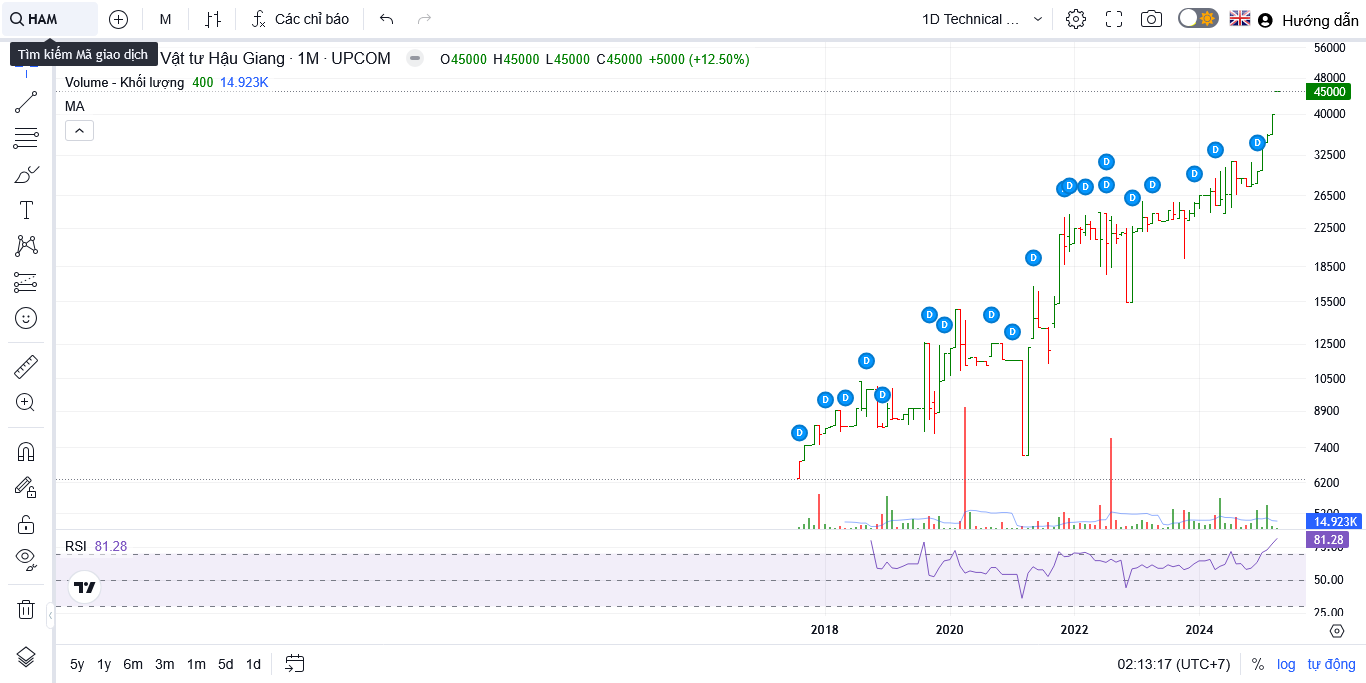 HAM
M
Các chỉ báo
1D Technical ...
Hướng dẫn
Tìm kiếm Mã giao dịch
Vật tư Hậu Giang · 1M · UPCOM
O45000 H45000 L45000 C45000 +5000 (+12.50%)
Volume - Khối lượng 400 14.923K
MA
56000
48000
45000
40000
32500
26500
22500
18500
15500
12500
10500
8900
7400
6200
14.923K
D D D D D D D D D D D D D D D D D D D D
RSI 81.28
81.28
75.00
50.00
25.00
2018 2020 2022 2024
5y 1y 6m 3m 1m 5d 1d
02:13:17 (UTC+7) % log tự động